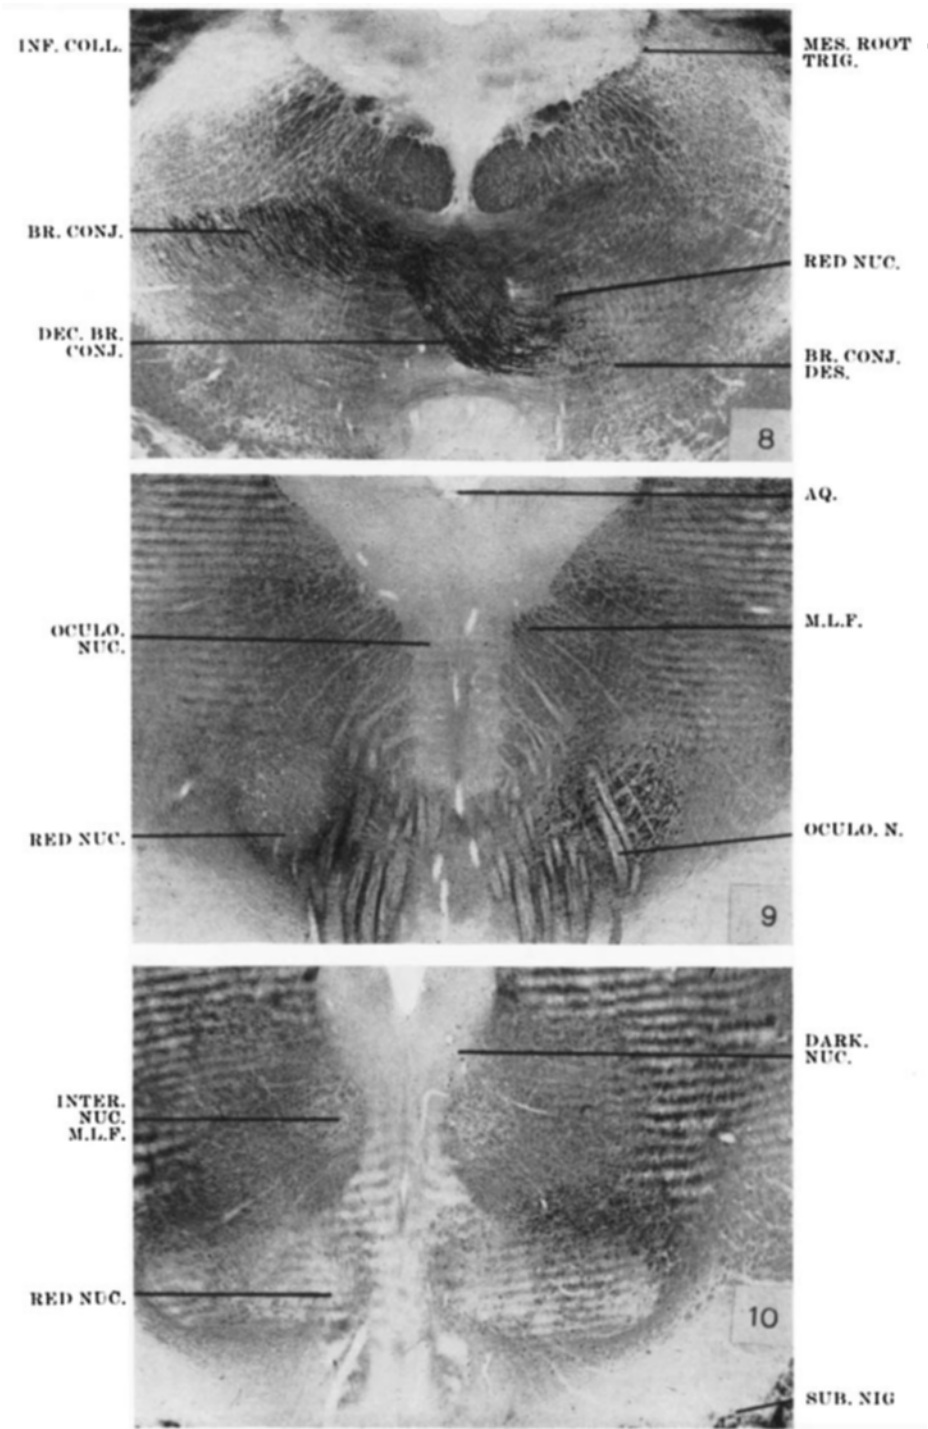 INF. COLL.
MES. ROOT
TRIG.
BR. CONJ.
RED NUC.
DEC. BR.
CONJ.
BR. CONJ.
DES.
8
AQ.
OCULO.
NUC.
M.L.F.
RED NUC.
OCULO. N.
9
DARK.
NUC.
INTER.
NUC.
M.L.F.
RED NUC.
10
SUB. NIG